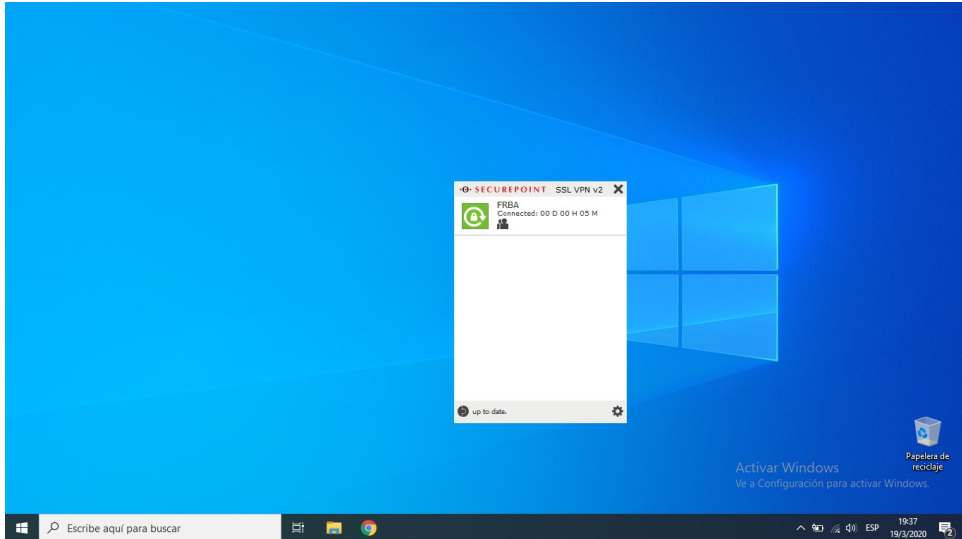 SECUREPOINT SSL VPN v2
FRBA
Connected: 00 D 00 H 05 M
up to date.
Papelera de
reciclaje
Activar Windows
Ve a Configuración para activar Windows.
Escribe aquí para buscar
ESP
19:37
19/3/2020
2